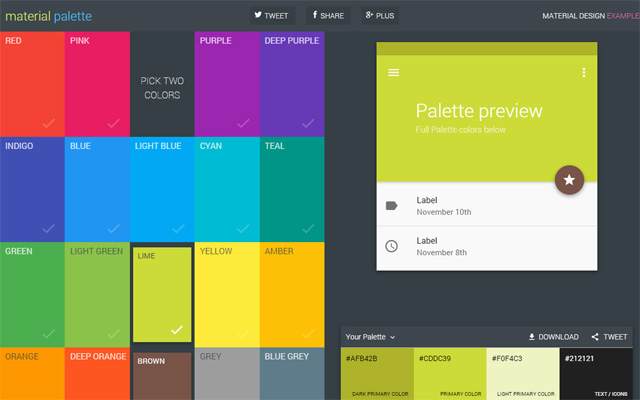 material palette
TWEET
SHARE
PLUS
MATERIAL DESIGN EXAMPLE
RED
PINK
PICK TWO
COLORS
PURPLE
DEEP PURPLE
INDIGO
BLUE
LIGHT BLUE
CYAN
TEAL
GREEN
LIGHT GREEN
LIME
YELLOW
AMBER
ORANGE
DEEP ORANGE
BROWN
GREY
BLUE GREY
Palette preview
Full Palette colors below
Label
November 10th
Label
November 8th
Your Palette
DOWNLOAD
TWEET
#AFB42B
#CDDC39
#F0F4C3
#212121
DARK PRIMARY COLOR
PRIMARY COLOR
LIGHT PRIMARY COLOR
TEXT / ICONS